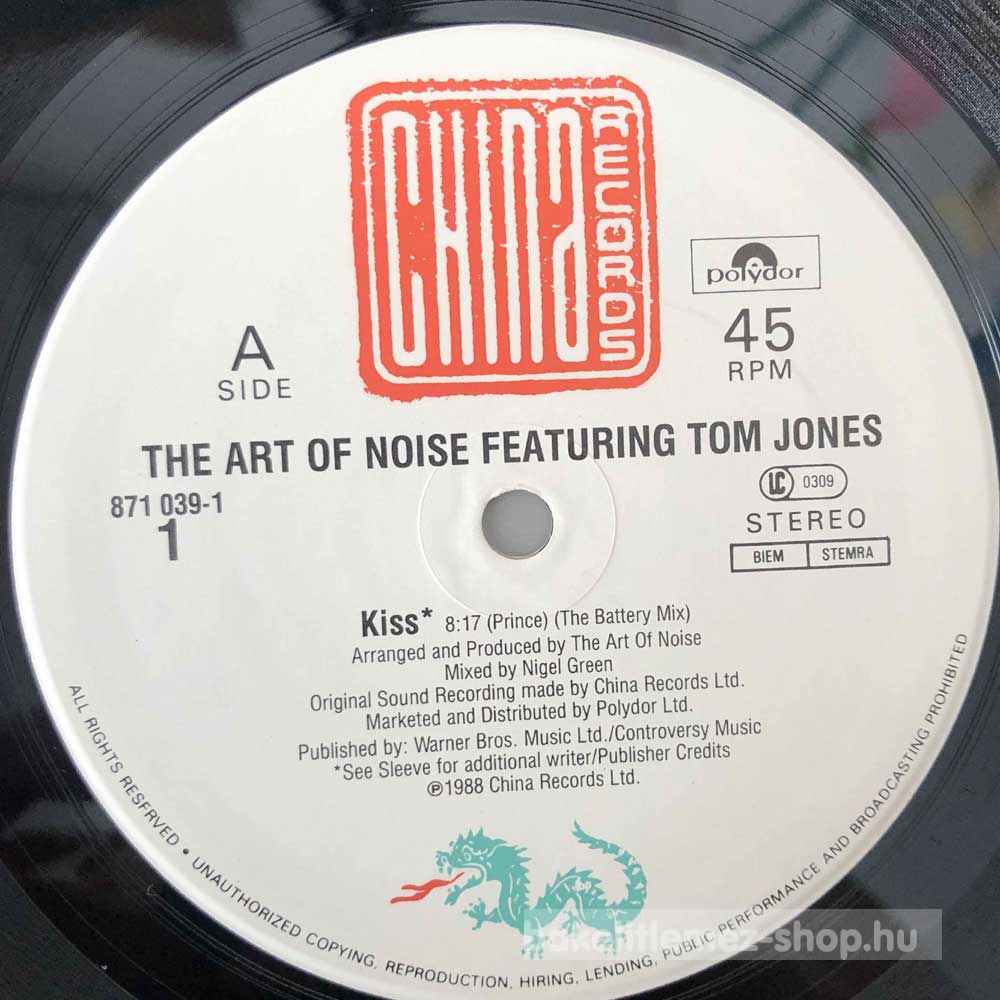 CHINA RECORDS
polydor
A
SIDE
45
RPM
THE ART OF NOISE FEATURING TOM JONES
871 039-1
1
LC 0309
STEREO
BIEM STEMRA
Kiss* 8:17 (Prince) (The Battery Mix)
Arranged and Produced by The Art Of Noise
Mixed by Nigel Green
Original Sound Recording made by China Records Ltd.
Marketed and Distributed by Polydor Ltd.
Published by: Warner Bros. Music Ltd./Controversy Music
*See Sleeve for additional writer/Publisher Credits
℗1988 China Records Ltd.
ALL RIGHTS RESFRVED • UNAUTHORIZED COPYING, REPRODUCTION, HIRING, LENDING, PUBLIC PERFORMANCE AND BROADCASTING PROHIBITED
bakelitlemez-shop.hu